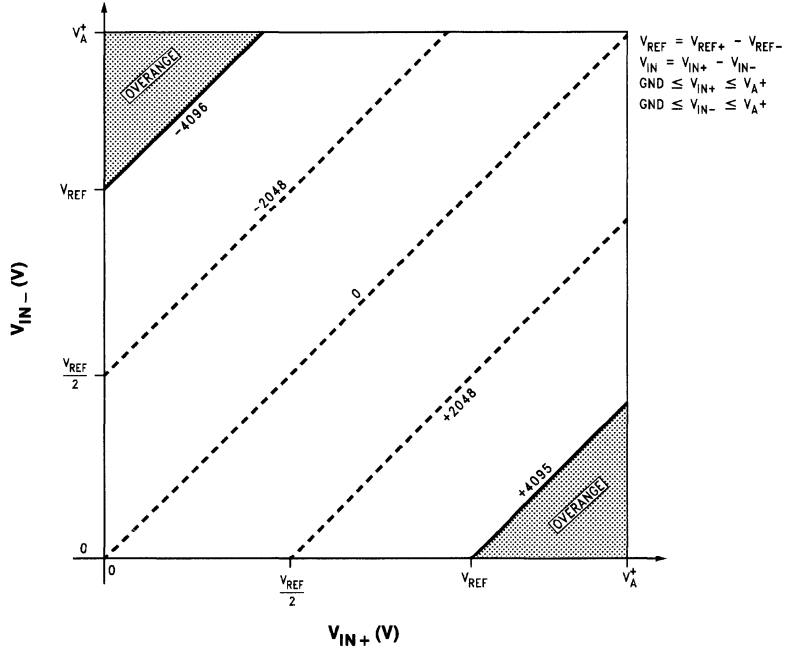 V_A^+
OVERANGE
-4096
V_REF = V_REF+ - V_REF-
V_IN = V_IN+ - V_IN-
GND ≤ V_IN+ ≤ V_A+
GND ≤ V_IN- ≤ V_A+
V_REF
-2048
0
V_IN- (V)
V_REF
2
+2048
+4095
OVERANGE
0
0
V_REF
2
V_REF
V_A^+
V_IN+ (V)